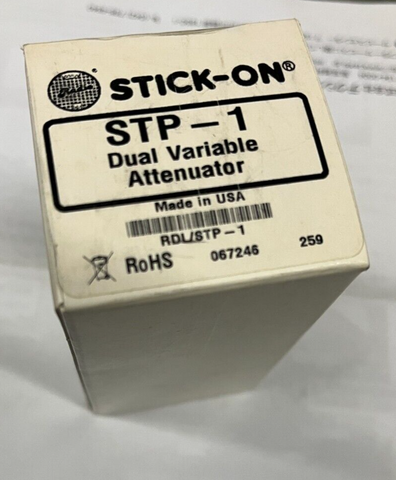 STICK-ON®
STP-1
Dual Variable
Attenuator
Made in USA
RDL/STP-1
RoHS 067246 259